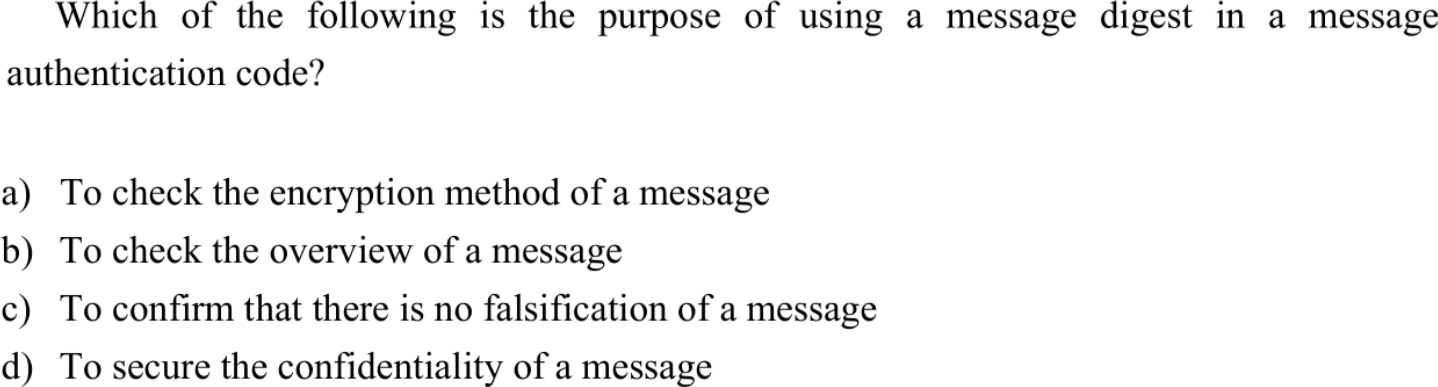 Which of the following is the purpose of using a message digest in a message
authentication code?
a) To check the encryption method of a message
b) To check the overview of a message
c) To confirm that there is no falsification of a message
d) To secure the confidentiality of a message